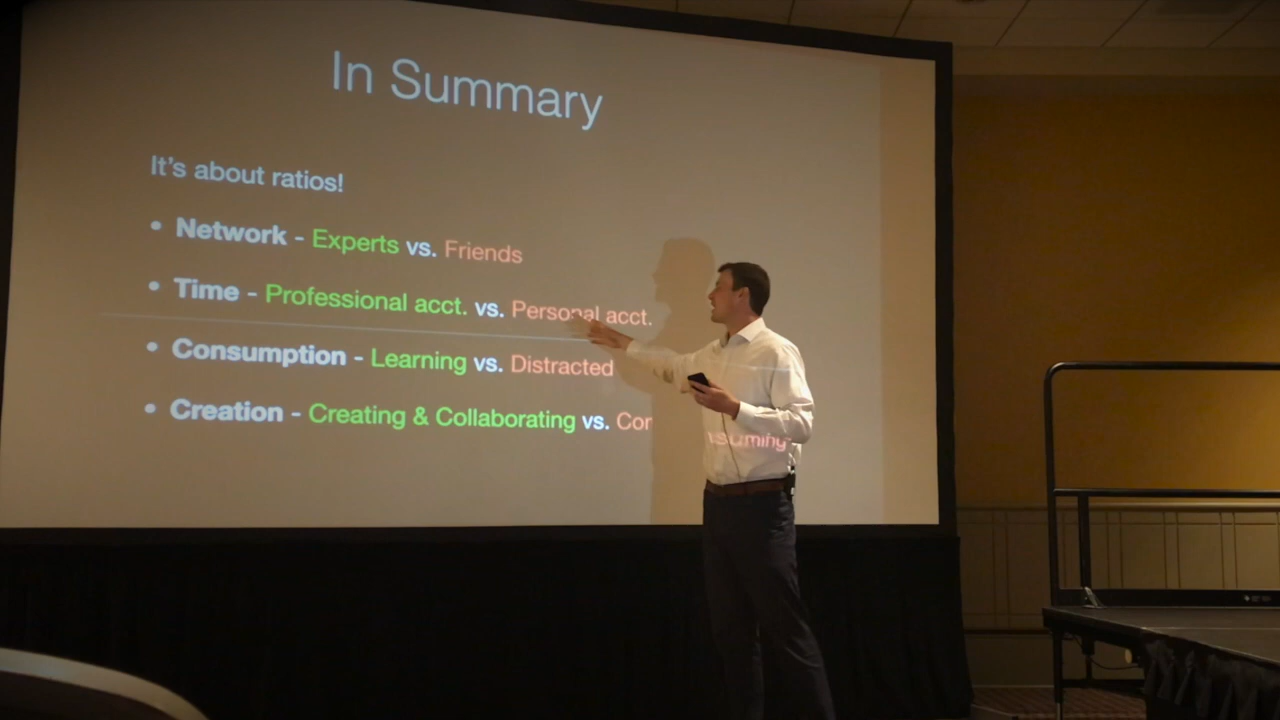 In Summary
It's about ratios!
• Network - Experts vs. Friends
• Time - Professional acct. vs. Personal acct.
• Consumption - Learning vs. Distracted
• Creation - Creating & Collaborating vs. Consuming